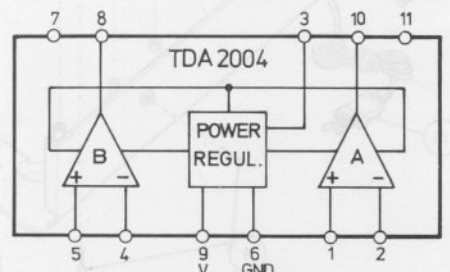 7 8 3 10 11
TDA 2004
POWER
REGUL.
B A
+ − + −
5 4 9 6 1 2
V GND